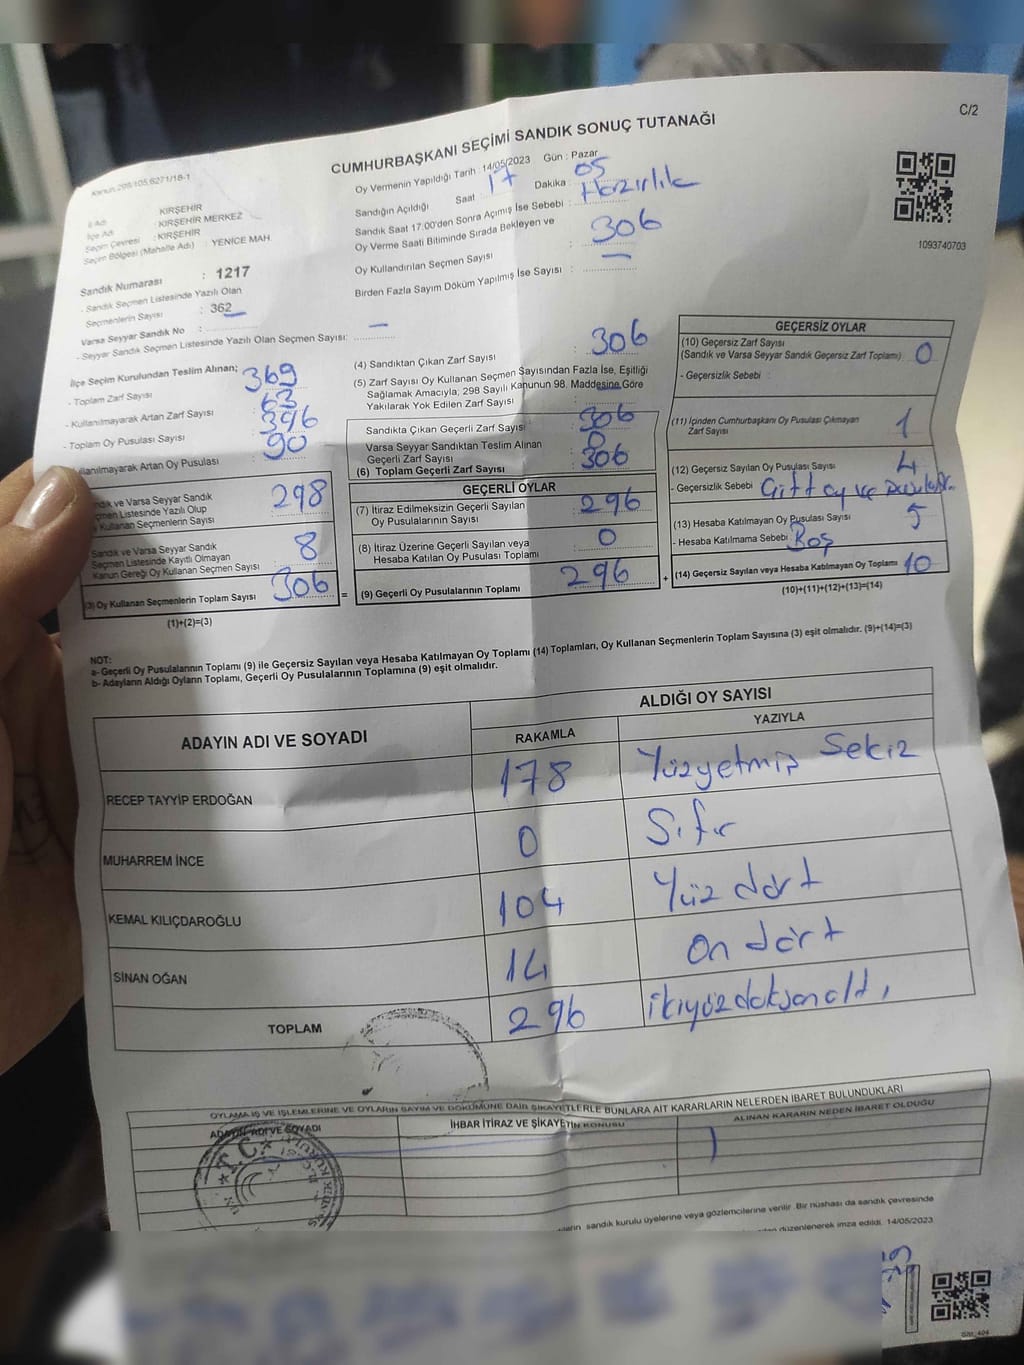 C/2
CUMHURBAŞKANI SEÇİMİ SANDIK SONUÇ TUTANAĞI
Kanun 298/105,6271/18-1
Oy Vermenin Yapıldığı Tarih : 14/05/2023 Gün : Pazar
Sandığın Açıldığı Saat 17 Dakika : 05
Sandık Saat 17:00'den Sonra Açımış İse Sebebi : Hazırlık
Oy Verme Saati Bitiminde Sırada Bekleyen ve
Oy Kullandırılan Seçmen Sayısı : 306
Birden Fazla Sayım Döküm Yapılmış İse Sayısı : —
1093740703
İl Adı : KIRŞEHİR
İlçe Adı : KIRŞEHİR MERKEZ
Seçim Çevresi : KIRŞEHİR
Seçim Bölgesi (Mahalle Adı) : YENİCE MAH.
Sandık Numarası : 1217
- Sandık Seçmen Listesinde Yazılı Olan
Seçmenlerin Sayısı : 362
Varsa Seyyar Sandık No :
- Seyyar Sandık Seçmen Listesinde Yazılı Olan Seçmen Sayısı: —
İlçe Seçim Kurulundan Teslim Alınan;
- Toplam Zarf Sayısı : 369
- Kullanılmayarak Artan Zarf Sayısı : 63
- Toplam Oy Pusulası Sayısı : 396
Kullanılmayarak Artan Oy Pusulası : 90
Sandık ve Varsa Seyyar Sandık
Seçmen Listesinde Yazılı Olup
Oy Kullanan Seçmenlerin Sayısı 298
Sandık ve Varsa Seyyar Sandık
Seçmen Listesinde Kayıtlı Olmayan
Kanun Gereği Oy Kullanan Seçmen Sayısı : 8
(3) Oy Kullanan Seçmenlerin Toplam Sayısı 306 =
(1)+(2)=(3)
(4) Sandıktan Çıkan Zarf Sayısı : 306
(5) Zarf Sayısı Oy Kullanan Seçmen Sayısından Fazla İse, Eşitliği
Sağlamak Amacıyla; 298 Sayılı Kanunun 98. Maddesine Göre
Yakılarak Yok Edilen Zarf Sayısı :
Sandıkta Çıkan Geçerli Zarf Sayısı : 306
Varsa Seyyar Sandıktan Teslim Alınan
Geçerli Zarf Sayısı : 0
(6) Toplam Geçerli Zarf Sayısı : 306
GEÇERLİ OYLAR
(7) İtiraz Edilmeksizin Geçerli Sayılan
Oy Pusulalarının Sayısı : 296
(8) İtiraz Üzerine Geçerli Sayılan veya
Hesaba Katılan Oy Pusulası Toplamı : 0
(9) Geçerli Oy Pusulalarının Toplamı 296 +
GEÇERSİZ OYLAR
(10) Geçersiz Zarf Sayısı
(Sandık ve Varsa Seyyar Sandık Geçersiz Zarf Toplamı) : 0
- Geçersizlik Sebebi :
(11) İçinden Cumhurbaşkanı Oy Pusulası Çıkmayan
Zarf Sayısı 1
(12) Geçersiz Sayılan Oy Pusulası Sayısı 4
- Geçersizlik Sebebi Çift oy ve
(13) Hesaba Katılmayan Oy Pusulası Sayısı 5
- Hesaba Katılmama Sebebi : Boş
(14) Geçersiz Sayılan veya Hesaba Katılmayan Oy Toplamı 10
(10)+(11)+(12)+(13)=(14)
NOT:
a- Geçerli Oy Pusulalarının Toplamı (9) ile Geçersiz Sayılan veya Hesaba Katılmayan Oy Toplamı (14) Toplamları, Oy Kullanan Seçmenlerin Toplam Sayısına (3) eşit olmalıdır. (9)+(14)=(3)
b- Adayların Aldığı Oyların Toplamı, Geçerli Oy Pusulalarının Toplamına (9) eşit olmalıdır.
ADAYIN ADI VE SOYADI
ALDIĞI OY SAYISI
RAKAMLA YAZIYLA
RECEP TAYYİP ERDOĞAN 178 Yüzyetmiş Sekiz
MUHARREM İNCE 0 Sıfır
KEMAL KILIÇDAROĞLU 104 Yüz dört
SİNAN OĞAN 14 On dört
TOPLAM 296 ikiyüzdoksanaltı
OYLAMA İŞ VE İŞLEMLERİNE VE OYLARIN SAYIM VE DÖKÜMÜNE DAİR ŞİKAYETLERLE BUNLARA AİT KARARLARIN NELERDEN İBARET BULUNDUKLARI
ADAYIN ADI VE SOYADI İHBAR İTİRAZ VE ŞİKAYETİN KONUSU ALINAN KARARIN NEDEN İBARET OLDUĞU
T.C.
sandık kurulu üyelerine veya gözlemcilerine verilir. Bir nüshası da sandık çevresinde
düzenlenerek imza edildi. 14/05/2023